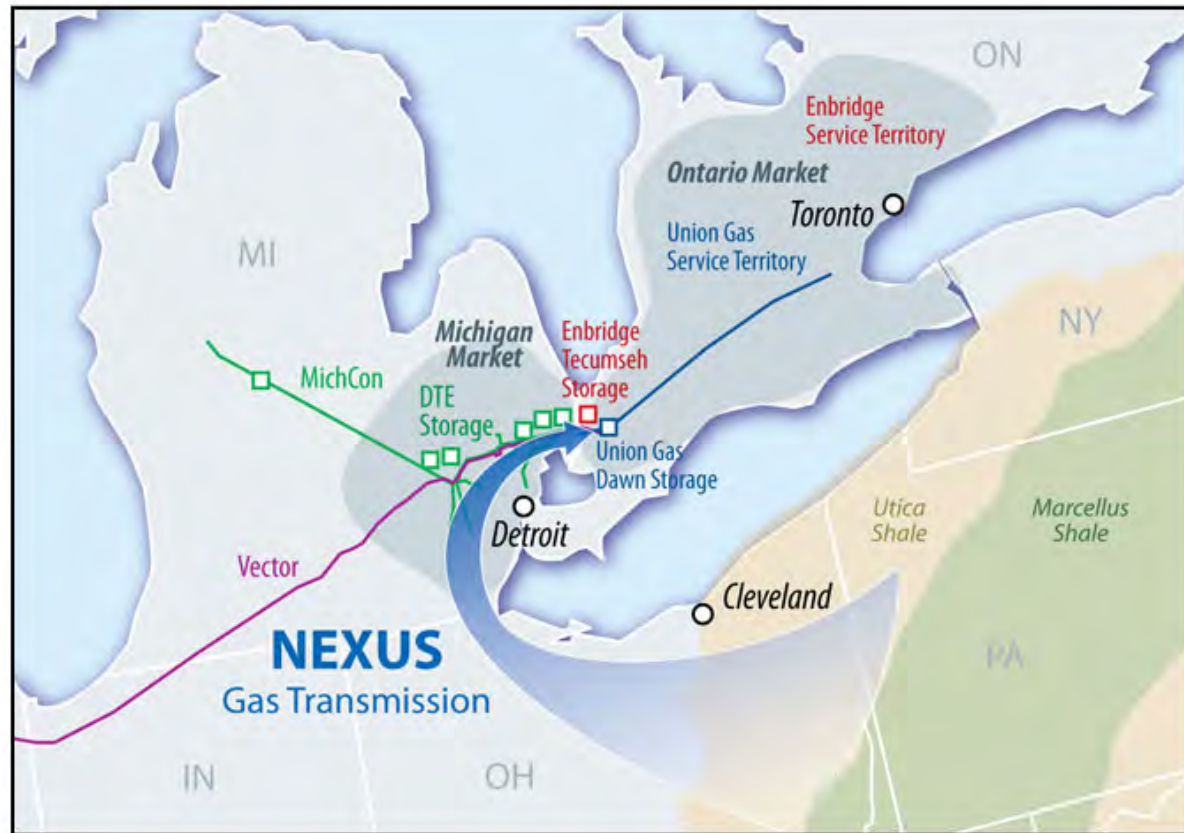 ON
Enbridge
Service Territory
Ontario Market
Toronto
Union Gas
Service Territory
MI
NY
Michigan
Market
Enbridge
Tecumseh
Storage
MichCon
DTE
Storage
Union Gas
Dawn Storage
Utica
Shale
Marcellus
Shale
Detroit
Vector
Cleveland
NEXUS
Gas Transmission
PA
IN
OH